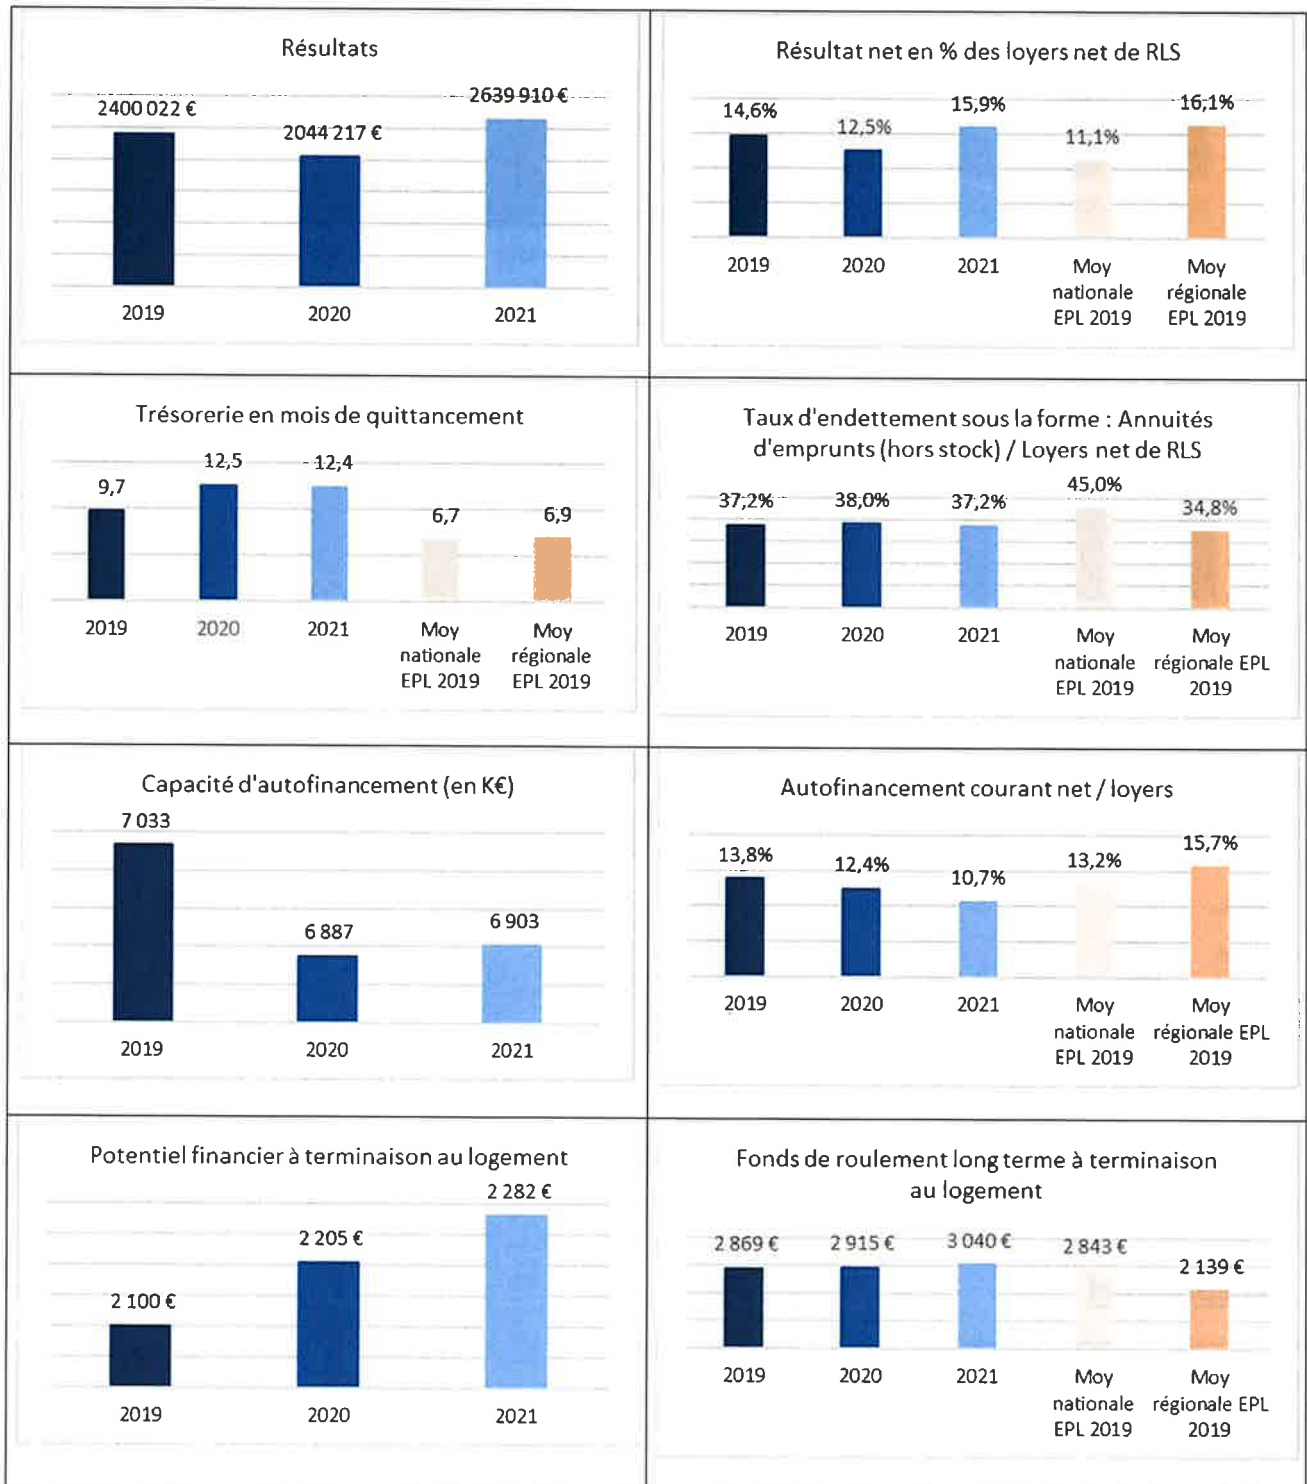 Résultats
2400 022 €
2044 217 €
2639 910 €
2019
2020
2021
Résultat net en % des loyers net de RLS
14,6%
12,5%
15,9%
11,1%
16,1%
2019
2020
2021
Moy
nationale
EPL 2019
Moy
régionale
EPL 2019
Trésorerie en mois de quittancement
9,7
12,5
12,4
6,7
6,9
2019
2020
2021
Moy
nationale
EPL 2019
Moy
régionale
EPL 2019
Taux d'endettement sous la forme : Annuités
d'emprunts (hors stock) / Loyers net de RLS
37,2%
38,0%
37,2%
45,0%
34,8%
2019
2020
2021
Moy
nationale
EPL 2019
Moy
régionale EPL
2019
Capacité d'autofinancement (en K€)
7 033
6 887
6 903
2019
2020
2021
Autofinancement courant net / loyers
13,8%
12,4%
10,7%
13,2%
15,7%
2019
2020
2021
Moy
nationale
EPL 2019
Moy
régionale EPL
2019
Potentiel financier à terminaison au logement
2 100 €
2 205 €
2 282 €
2019
2020
2021
Fonds de roulement long terme à terminaison
au logement
2 869 €
2 915 €
3 040 €
2 843 €
2 139 €
2019
2020
2021
Moy
nationale
EPL 2019
Moy
régionale EPL
2019